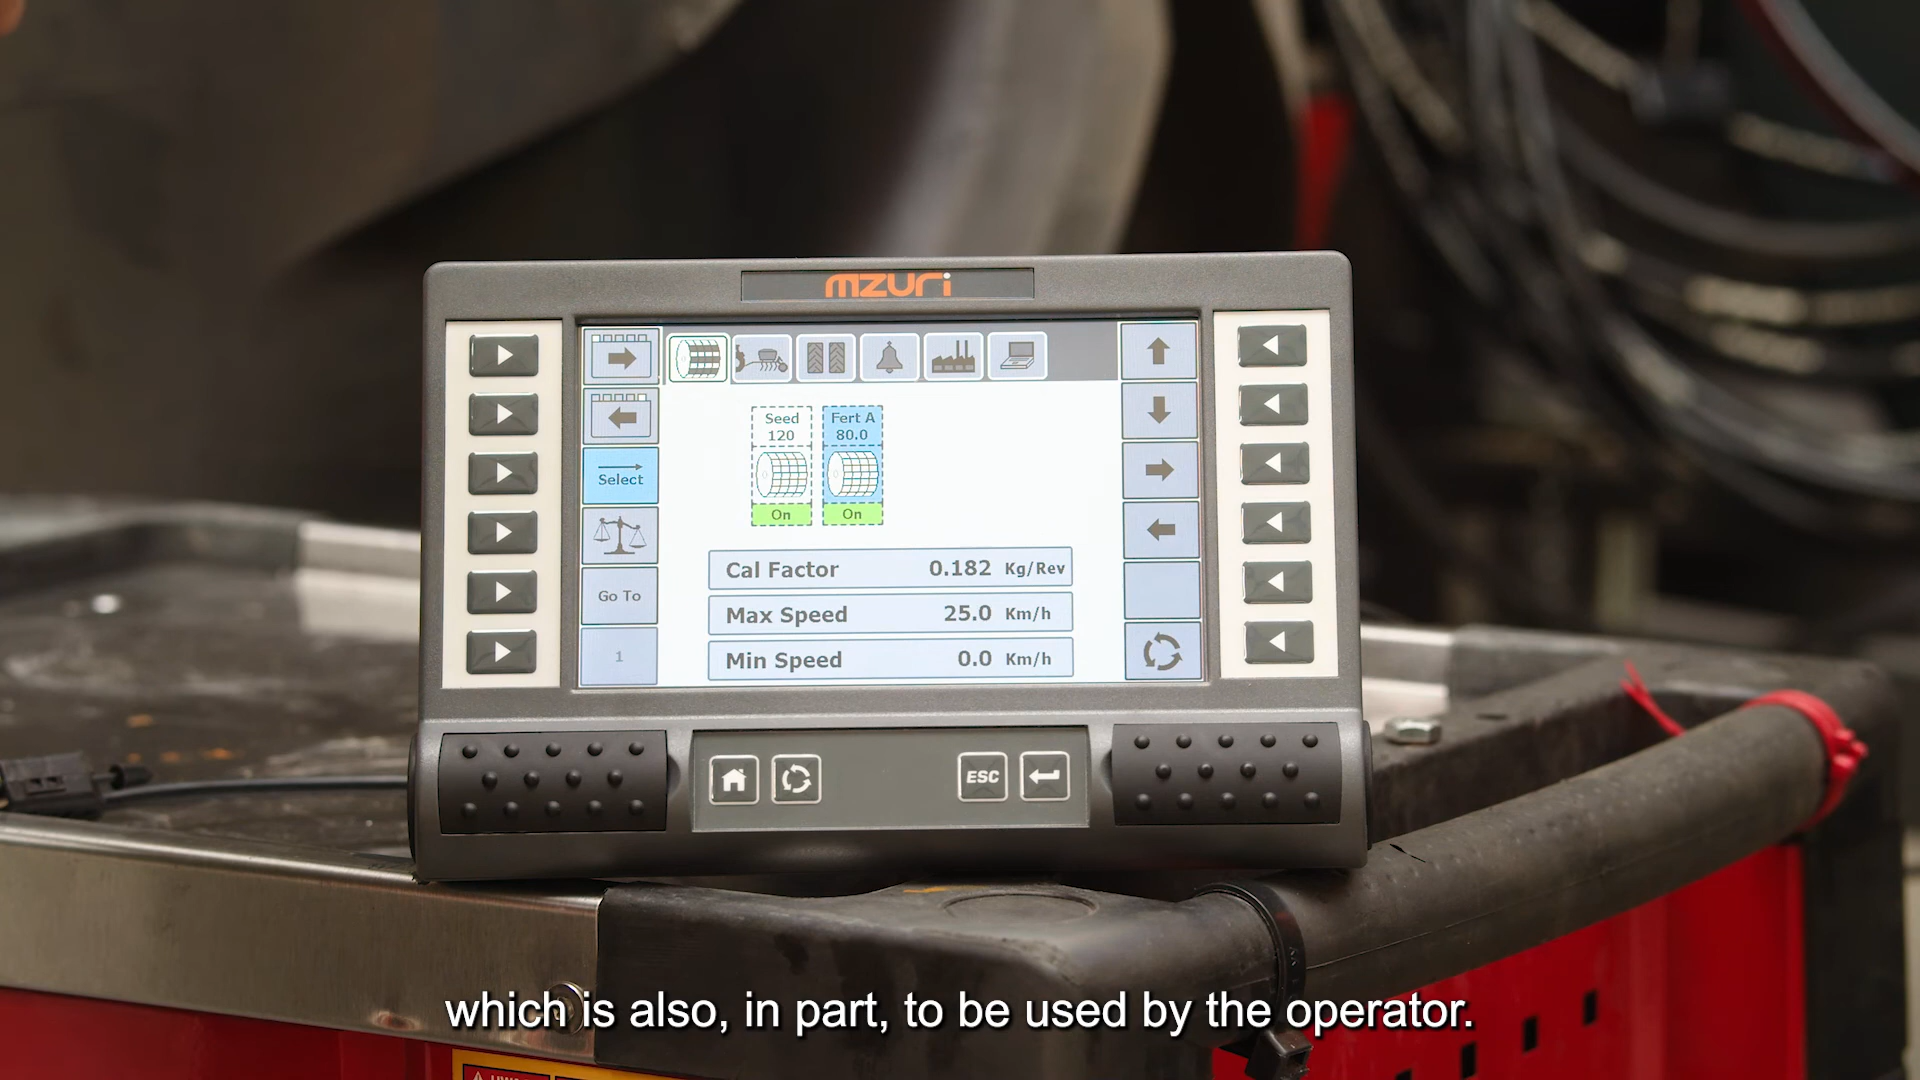 mzuri
Seed
120
Fert A
80.0
On
On
Select
Go To
1
Cal Factor 0.182 Kg/Rev
Max Speed 25.0 Km/h
Min Speed 0.0 Km/h
ESC
which is also, in part, to be used by the operator.